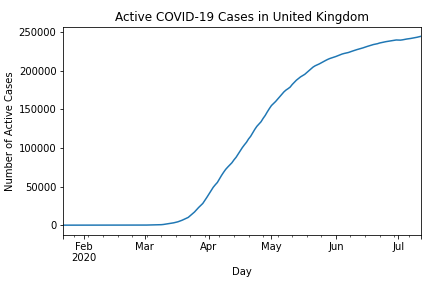 Active COVID-19 Cases in United Kingdom
Number of Active Cases
250000
200000
150000
100000
50000
0
Feb Mar Apr May Jun Jul
2020
Day